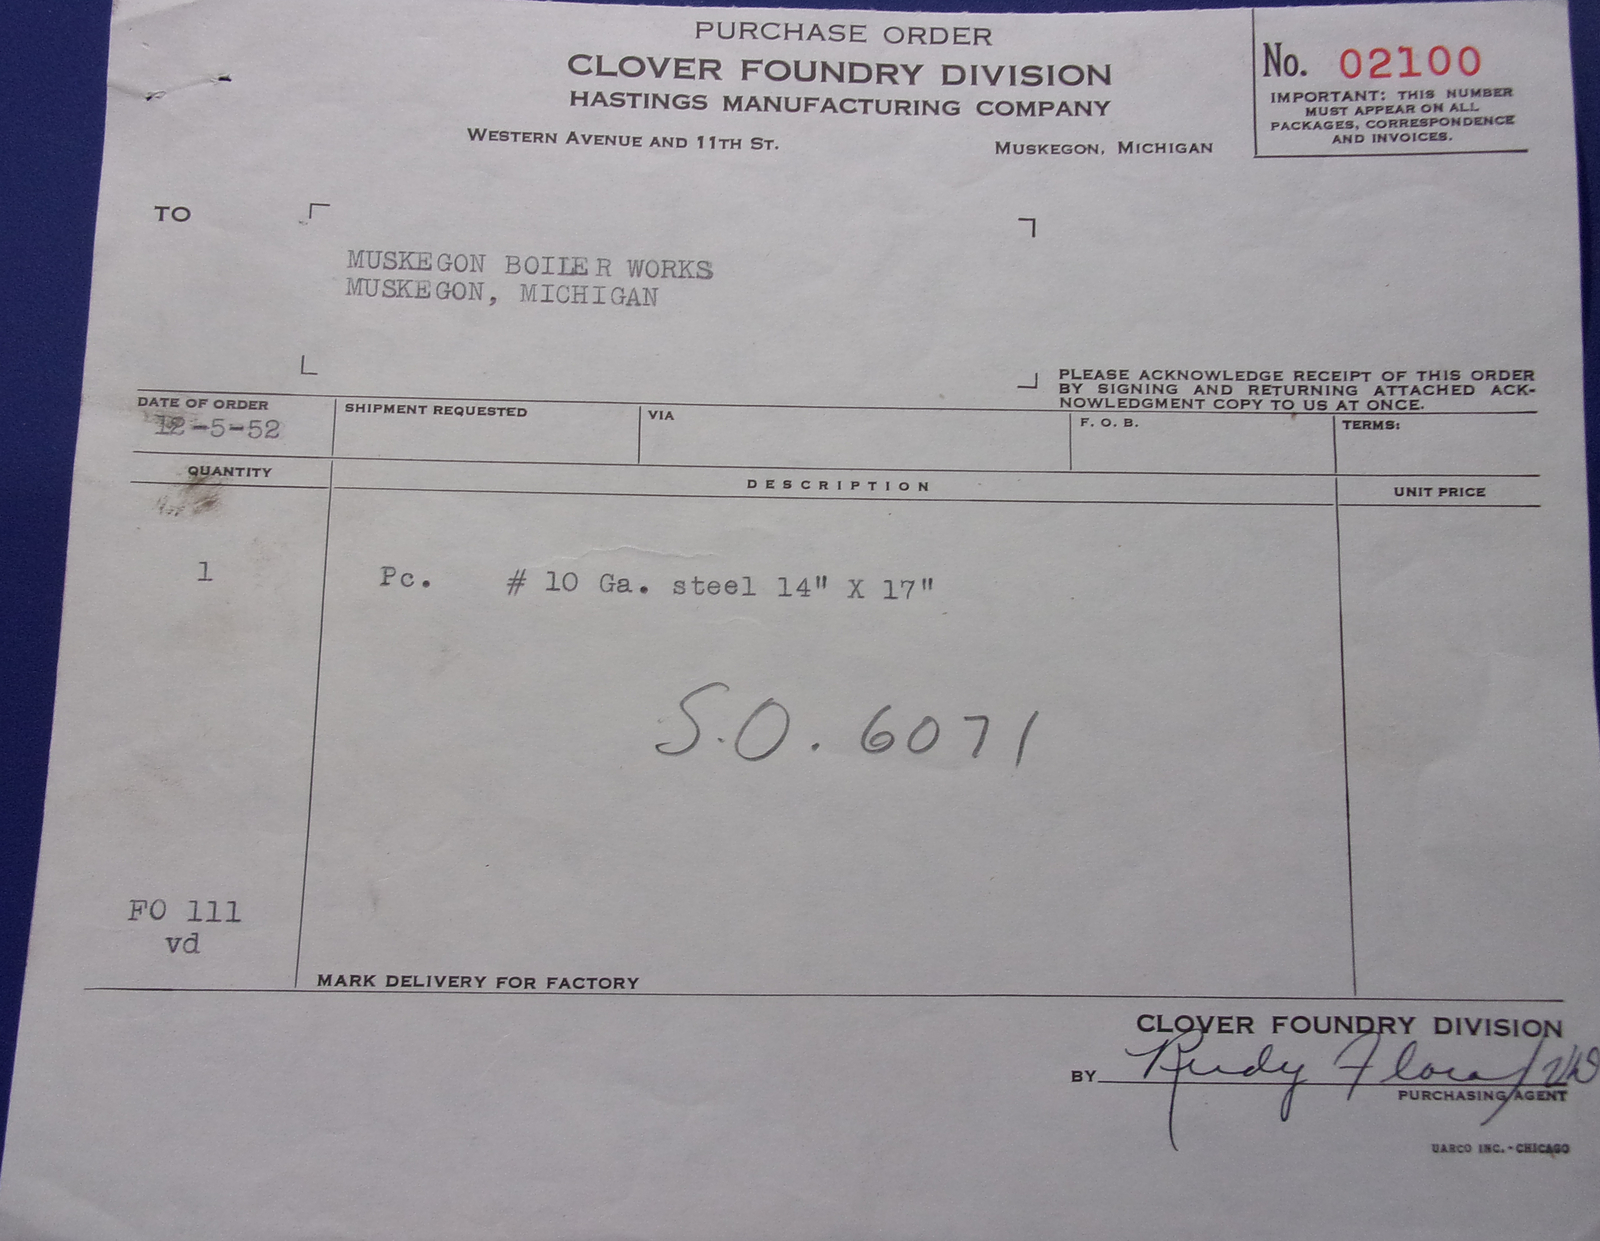 PURCHASE ORDER
CLOVER FOUNDRY DIVISION
HASTINGS MANUFACTURING COMPANY
WESTERN AVENUE AND 11TH ST.
MUSKEGON, MICHIGAN
No. 02100
IMPORTANT: THIS NUMBER
MUST APPEAR ON ALL
PACKAGES, CORRESPONDENCE
AND INVOICES.
TO
MUSKEGON BOILER WORKS
MUSKEGON, MICHIGAN
PLEASE ACKNOWLEDGE RECEIPT OF THIS ORDER
BY SIGNING AND RETURNING ATTACHED ACK-
NOWLEDGMENT COPY TO US AT ONCE.
DATE OF ORDER
12-5-52
SHIPMENT REQUESTED
VIA
F. O. B.
TERMS:
QUANTITY
DESCRIPTION
UNIT PRICE
1 Pc. # 10 Ga. steel 14" X 17"
S.O. 6071
FO 111
vd
MARK DELIVERY FOR FACTORY
CLOVER FOUNDRY DIVISION
BY Rudy
PURCHASING AGENT
UARCO INC. - CHICAGO